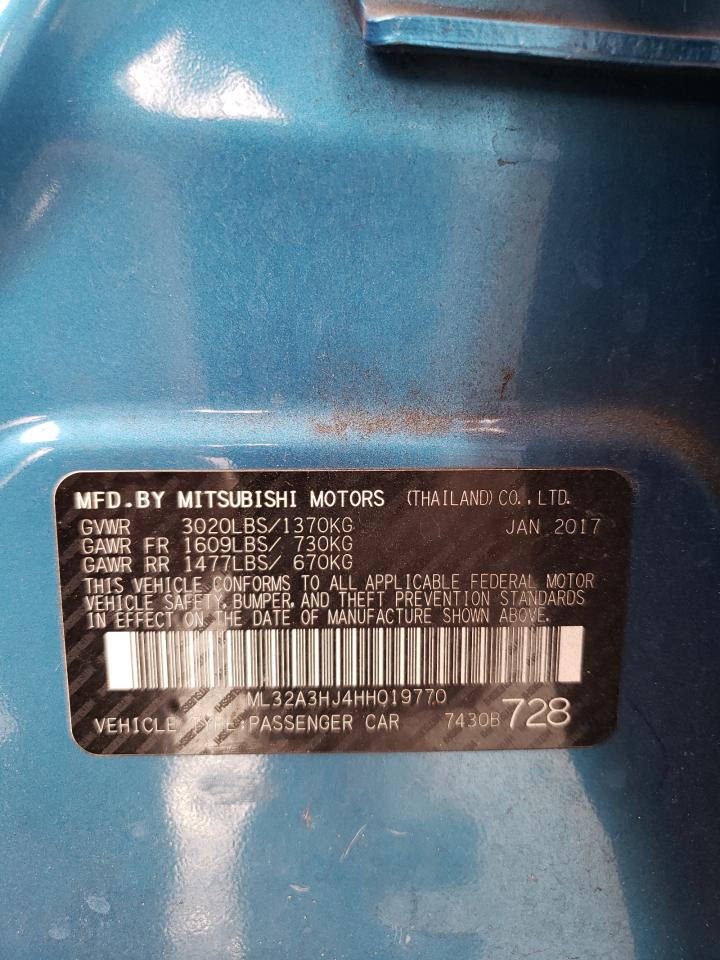 MFD.BY MITSUBISHI MOTORS (THAILAND) CO.,LTD.
GVWR 3020LBS/1370KG JAN 2017
GAWR FR 1609LBS/ 730KG
GAWR RR 1477LBS/ 670KG
THIS VEHICLE CONFORMS TO ALL APPLICABLE FEDERAL MOTOR
VEHICLE SAFETY, BUMPER, AND THEFT PREVENTION STANDARDS
IN EFFECT ON THE DATE OF MANUFACTURE SHOWN ABOVE.
ML32A3HJ4HH019770
VEHICLE TYPE:PASSENGER CAR 7430B 728